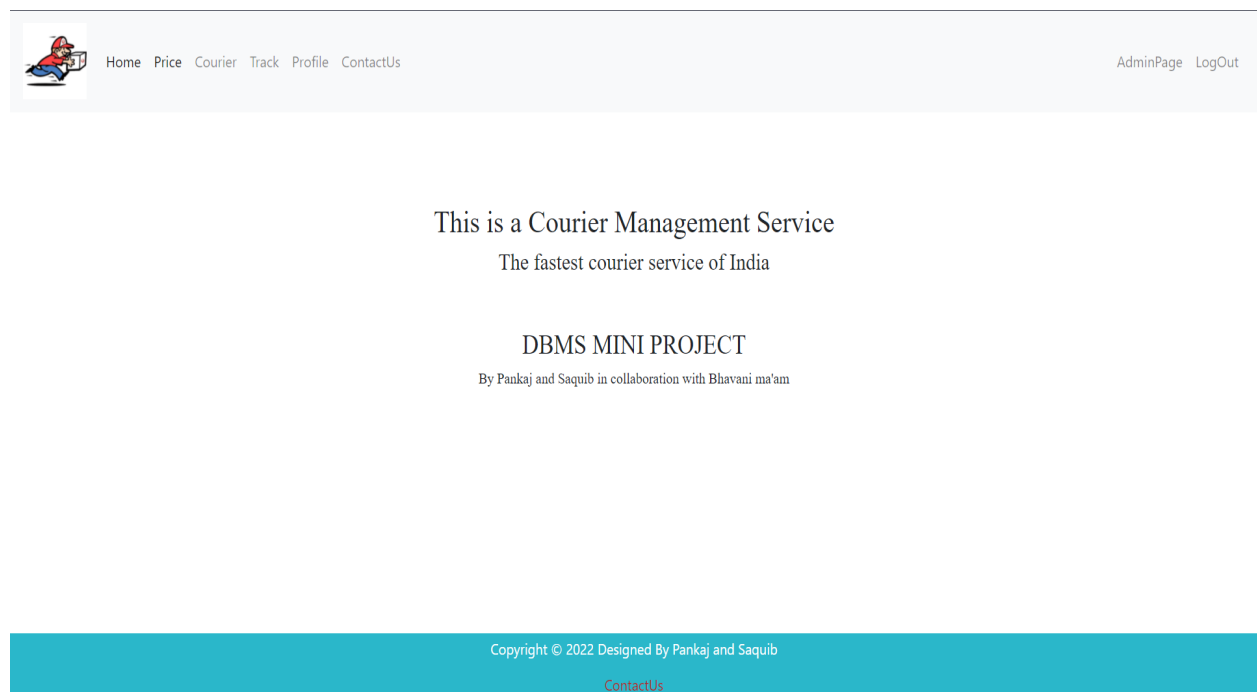 Home Price Courier Track Profile ContactUs AdminPage LogOut
This is a Courier Management Service
The fastest courier service of India
DBMS MINI PROJECT
By Pankaj and Saquib in collaboration with Bhavani ma'am
Copyright © 2022 Designed By Pankaj and Saquib
ContactUs